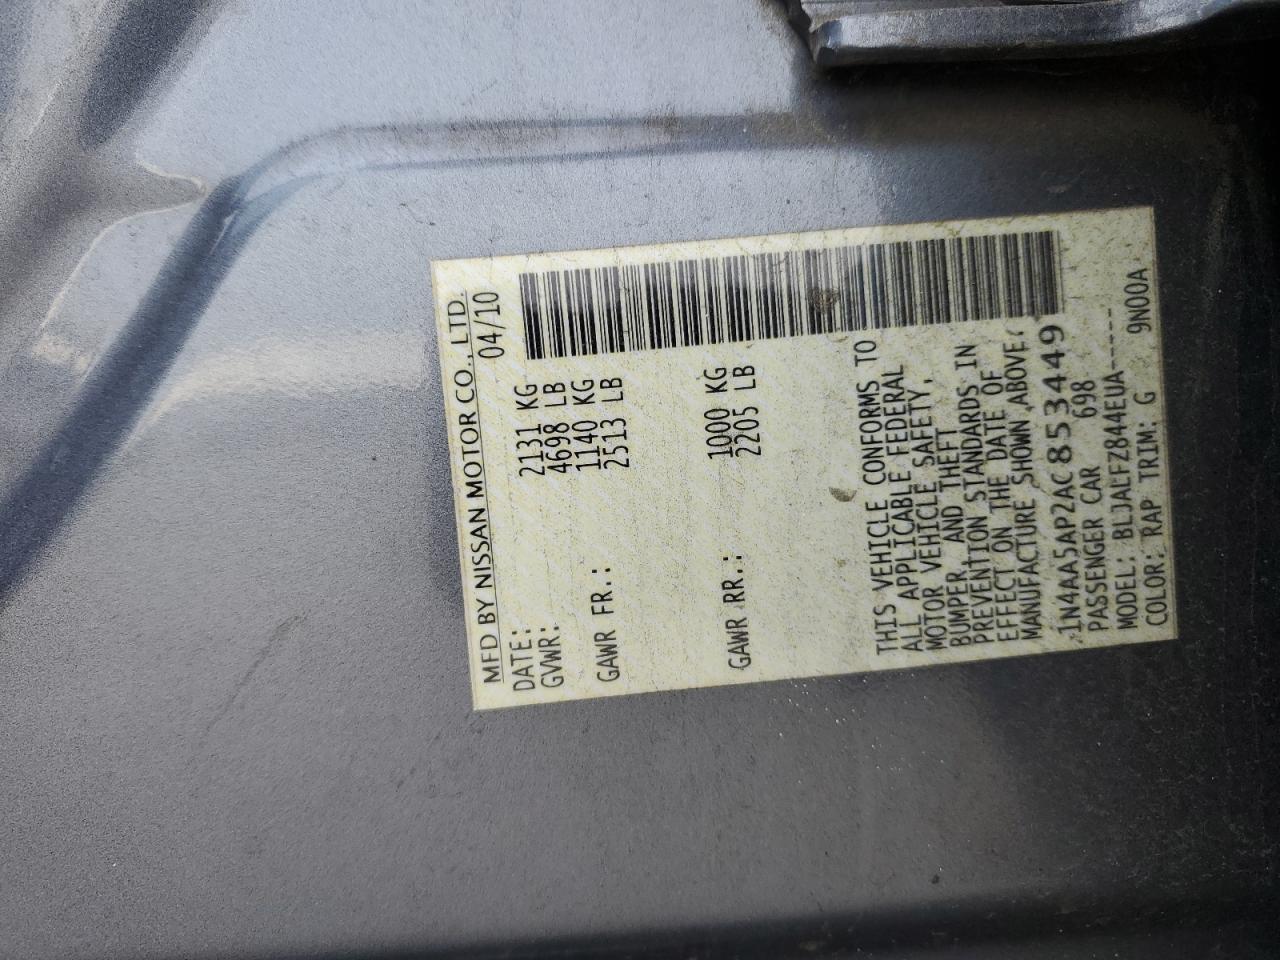 MFD BY NISSAN MOTOR CO., LTD.
DATE: 04/10
GVWR: 2131 KG
4698 LB
GAWR FR.: 1140 KG
2513 LB
GAWR RR.: 1000 KG
2205 LB
THIS VEHICLE CONFORMS TO
ALL APPLICABLE FEDERAL
MOTOR VEHICLE SAFETY,
BUMPER, AND THEFT
PREVENTION STANDARDS IN
EFFECT ON THE DATE OF
MANUFACTURE SHOWN ABOVE.
1N4AA5AP2AC853449
PASSENGER CAR 698
MODEL: BLJALFZ844EUA-----
COLOR: RAP TRIM: G 9N00A